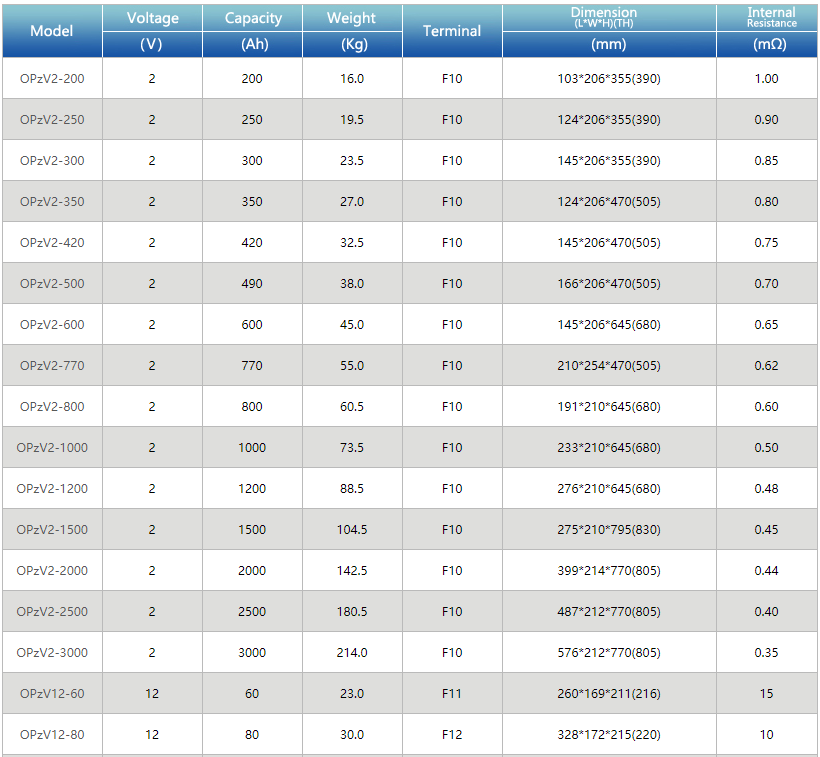 Model Voltage Capacity Weight Terminal Dimension Internal
(L*W*H)(TH) Resistance
(V) (Ah) (Kg) (mm) (mΩ)
OPzV2-200 2 200 16.0 F10 103*206*355(390) 1.00
OPzV2-250 2 250 19.5 F10 124*206*355(390) 0.90
OPzV2-300 2 300 23.5 F10 145*206*355(390) 0.85
OPzV2-350 2 350 27.0 F10 124*206*470(505) 0.80
OPzV2-420 2 420 32.5 F10 145*206*470(505) 0.75
OPzV2-500 2 490 38.0 F10 166*206*470(505) 0.70
OPzV2-600 2 600 45.0 F10 145*206*645(680) 0.65
OPzV2-770 2 770 55.0 F10 210*254*470(505) 0.62
OPzV2-800 2 800 60.5 F10 191*210*645(680) 0.60
OPzV2-1000 2 1000 73.5 F10 233*210*645(680) 0.50
OPzV2-1200 2 1200 88.5 F10 276*210*645(680) 0.48
OPzV2-1500 2 1500 104.5 F10 275*210*795(830) 0.45
OPzV2-2000 2 2000 142.5 F10 399*214*770(805) 0.44
OPzV2-2500 2 2500 180.5 F10 487*212*770(805) 0.40
OPzV2-3000 2 3000 214.0 F10 576*212*770(805) 0.35
OPzV12-60 12 60 23.0 F11 260*169*211(216) 15
OPzV12-80 12 80 30.0 F12 328*172*215(220) 10